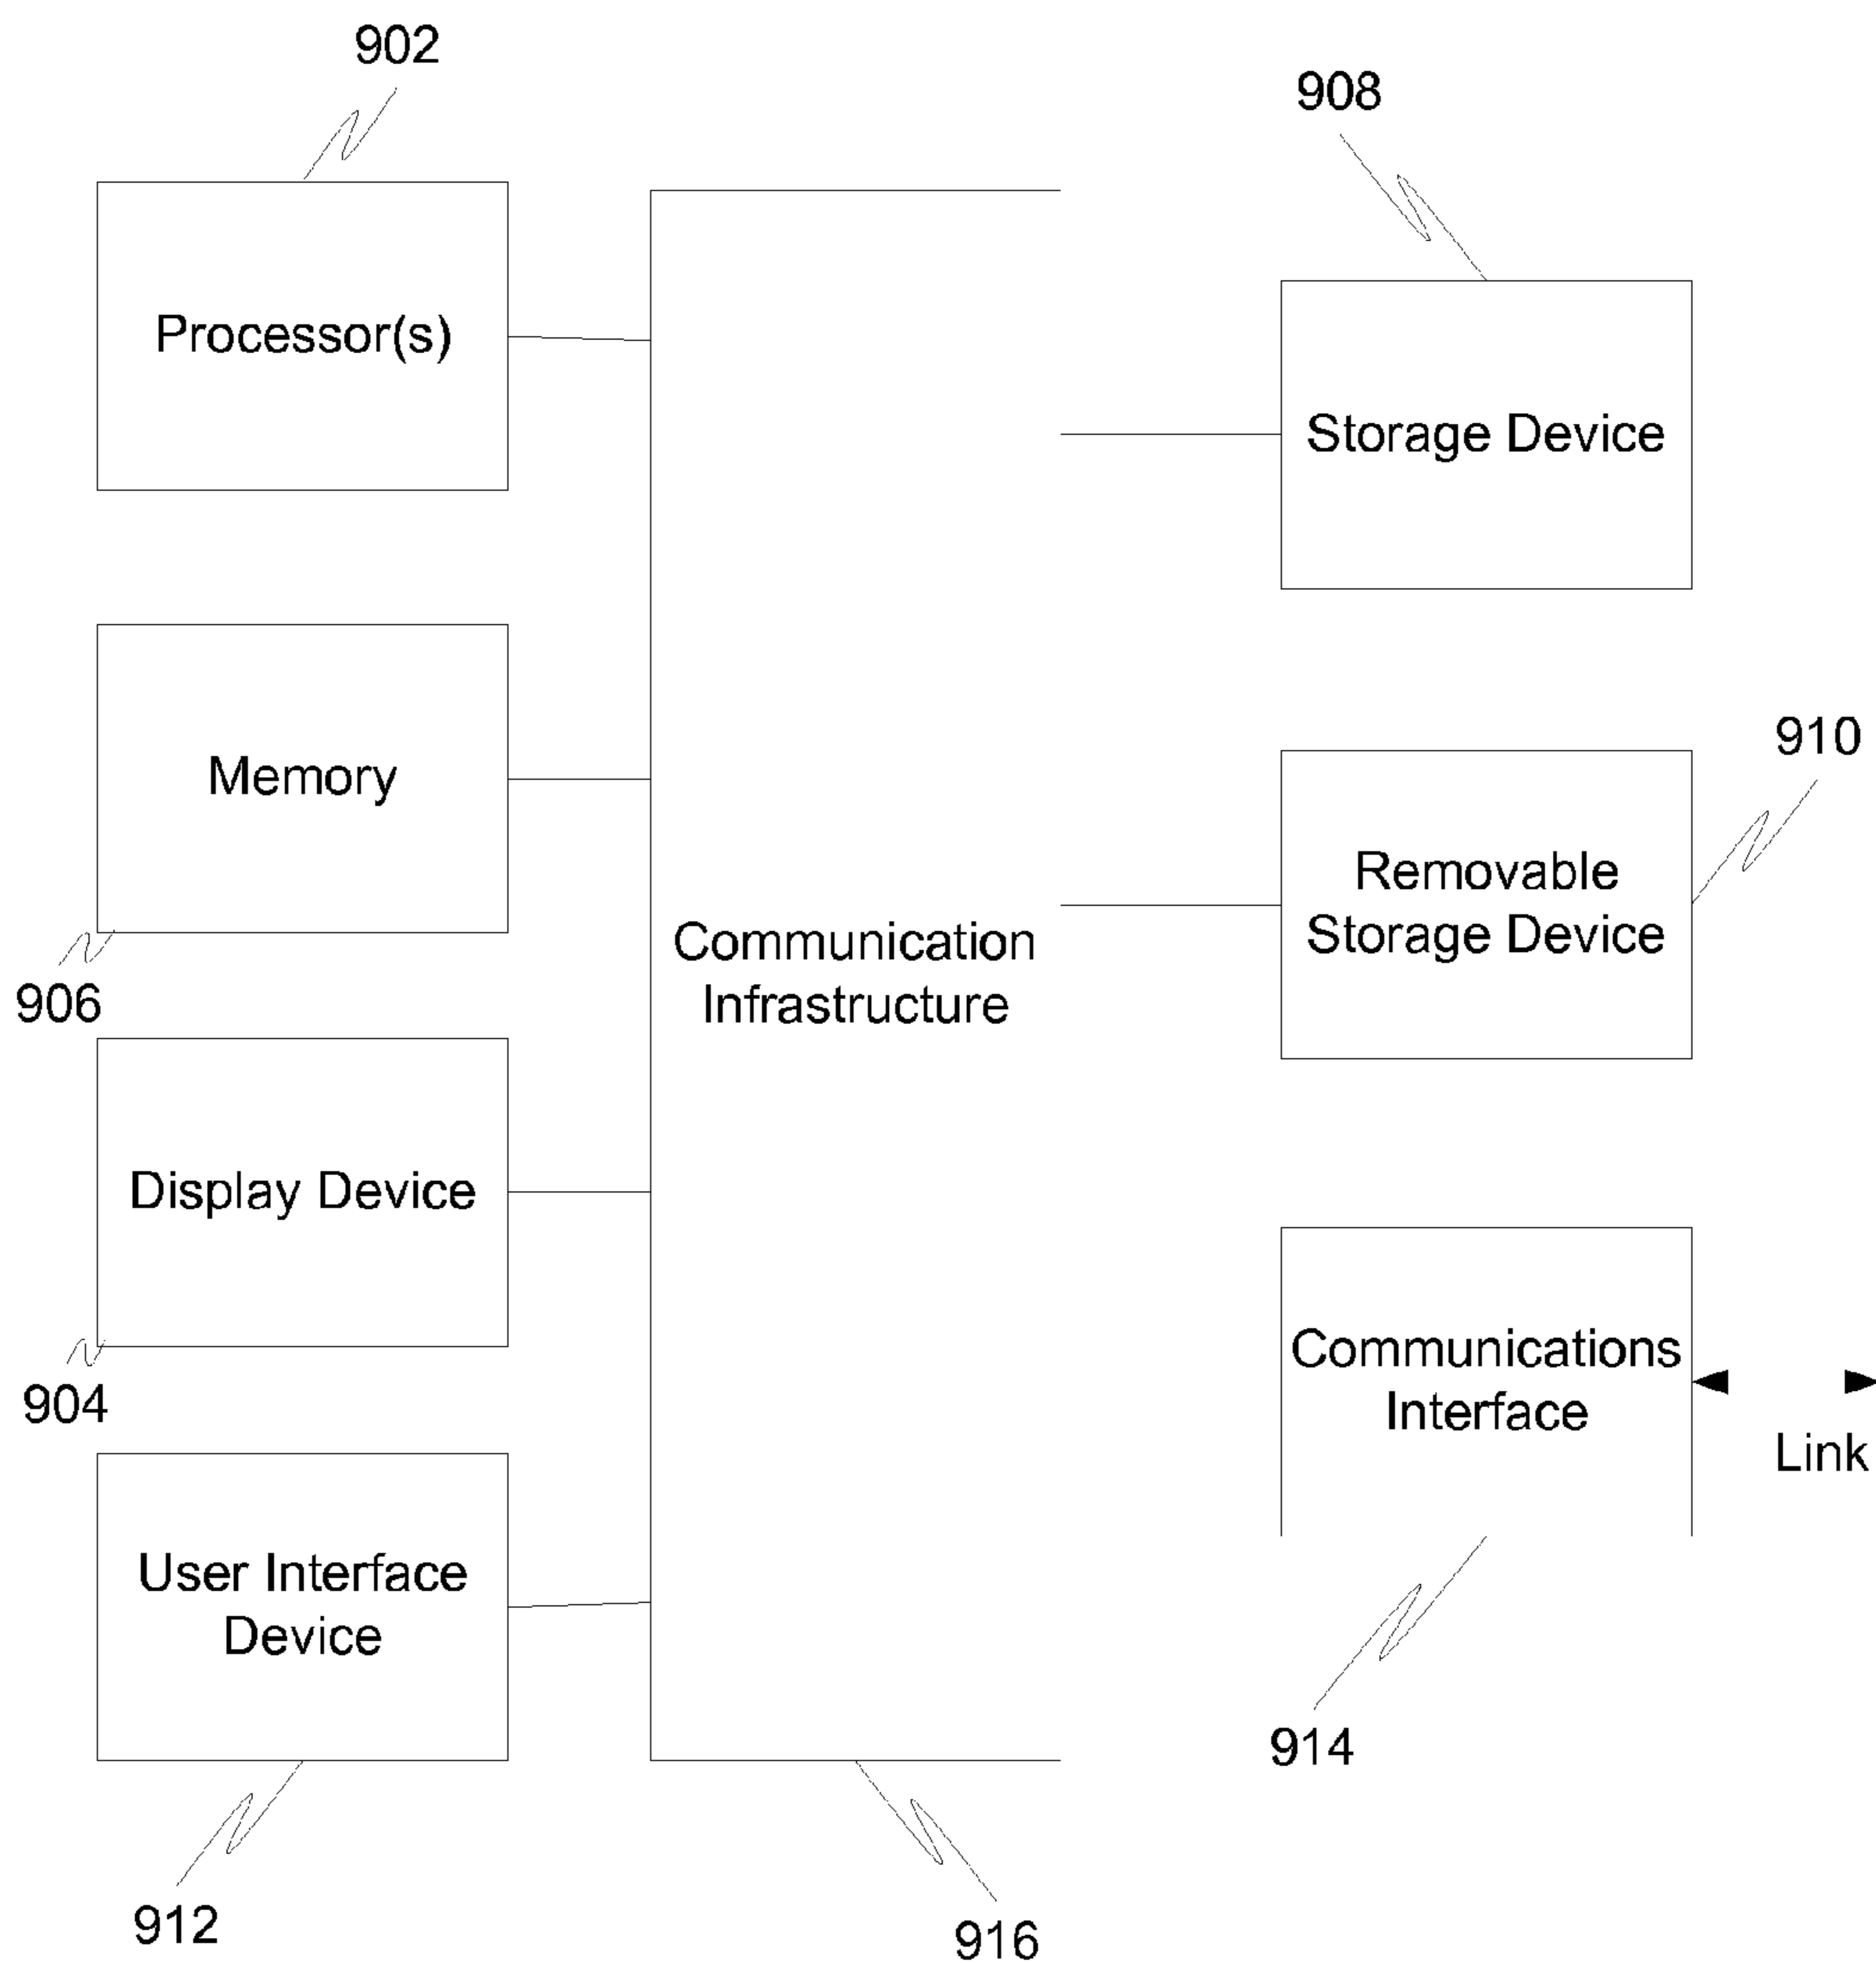 902
908
Processor(s)
Storage Device
910
Memory
Removable
Storage Device
906
Communication
Infrastructure
Display Device
904
Communications
Interface
Link
User Interface
Device
914
912
916